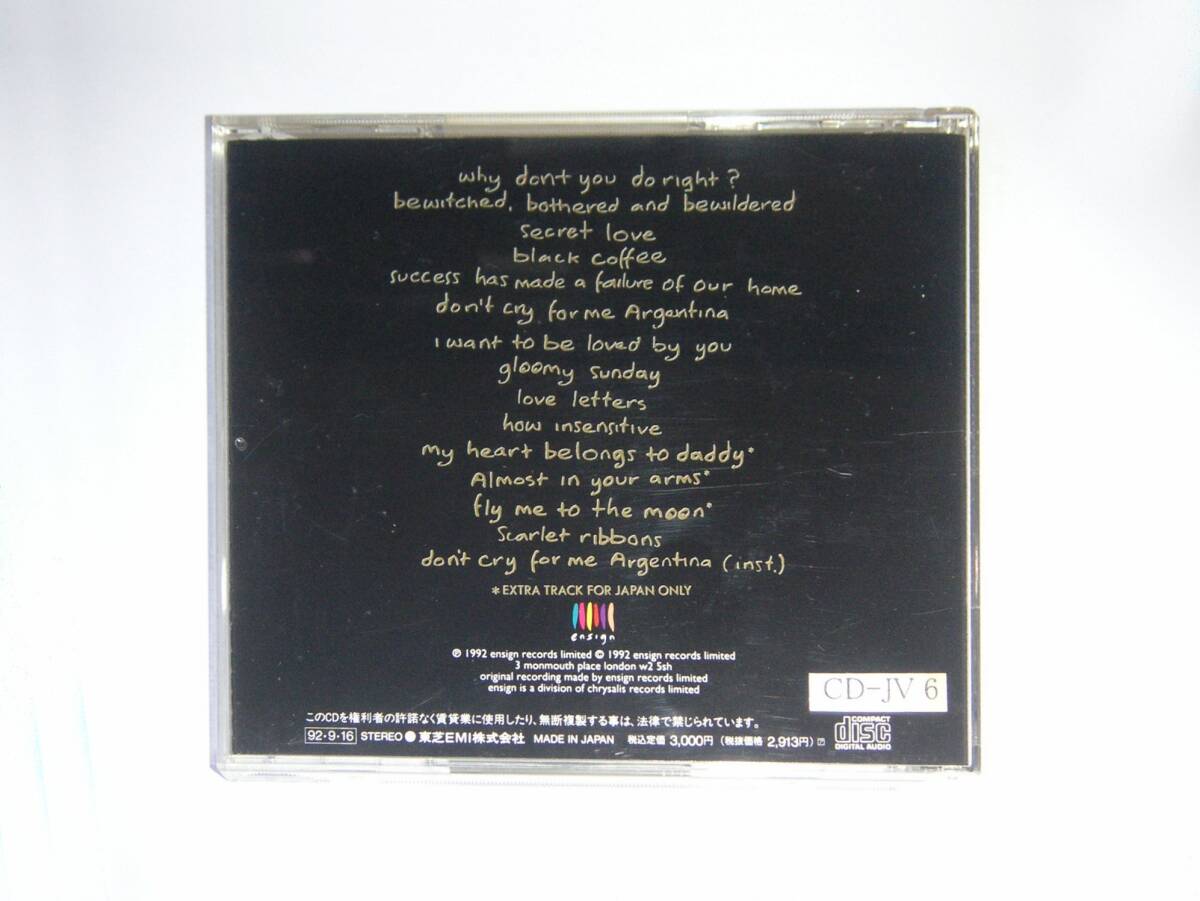 why dont you do right?
bewitched, bothered and bewildered
secret love
black coffee
success has made a failure of our home
don't cry for me Argentina
i want to be loved by you
gloomy sunday
love letters
how insensitive
my heart belongs to daddy*
Almost in your arms*
fly me to the moon*
Scarlet ribbons
don't cry for me Argentina (inst.)
*EXTRA TRACK FOR JAPAN ONLY
ensign
℗ 1992 ensign records limited © 1992 ensign records limited
3 monmouth place london w2 5sh
original recording made by ensign records limited
ensign is a division of chrysalis records limited
CD-JV 6
このCDを権利者の許諾なく賃貸業に使用したり、無断複製する事は、法律で禁じられています。
92・9・16 STEREO 東芝EMI株式会社 MADE IN JAPAN 税込定価 3,000円 (税抜価格 2,913円)
COMPACT
disc
DIGITAL AUDIO